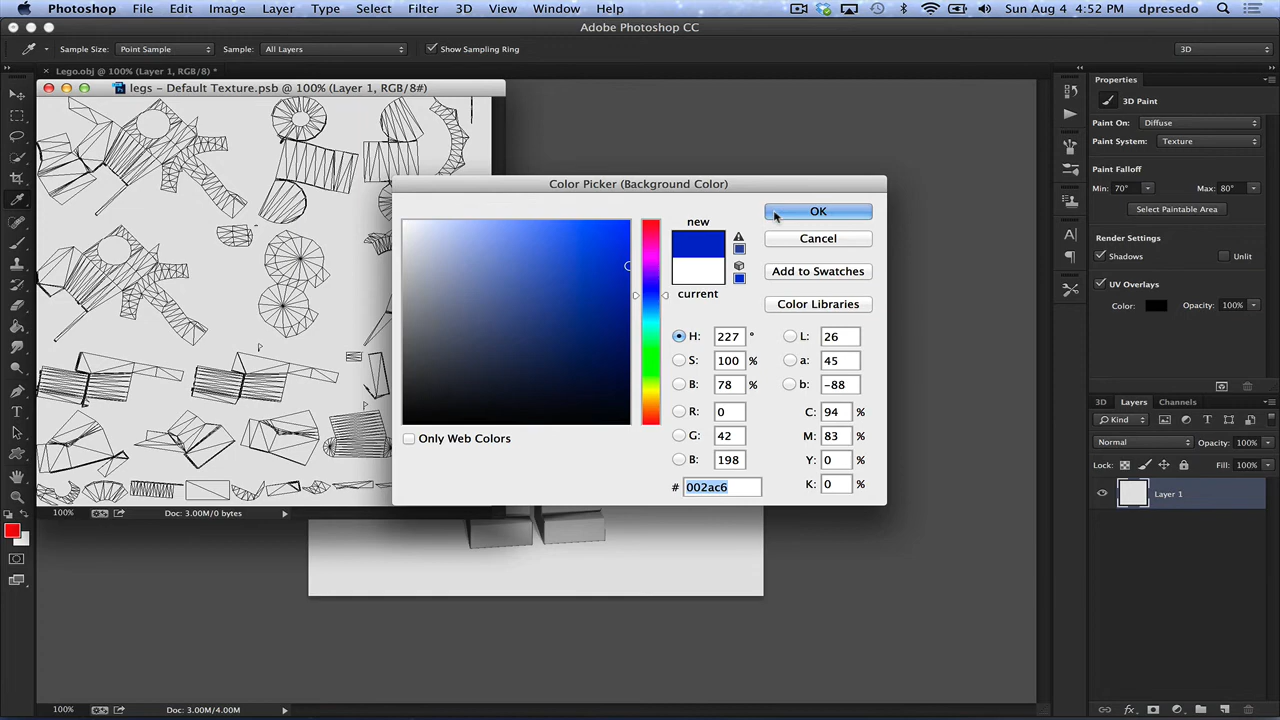 Photoshop File Edit Image Layer Type Select Filter 3D View Window Help Sun Aug 4 4:52 PM dpresedo
Adobe Photoshop CC
Sample Size: Point Sample Sample: All Layers Show Sampling Ring 3D
Lego.obj @ 100% (Layer 1, RGB/8) *
legs – Default Texture.psb @ 100% (Layer 1, RGB/8#)
Color Picker (Background Color)
new
current
OK
Cancel
Add to Swatches
Color Libraries
H: 227 °
S: 100 %
B: 78 %
R: 0
G: 42
B: 198
L: 26
a: 45
b: -88
C: 94 %
M: 83 %
Y: 0 %
K: 0 %
Only Web Colors
# 002ac6
100% Doc: 3.00M/0 bytes
100% Doc: 3.00M/4.00M
Properties
3D Paint
Paint On: Diffuse
Paint System: Texture
Paint Falloff
Min: 70° Max: 80°
Select Paintable Area
Render Settings
Shadows Unlit
UV Overlays
Color: Opacity: 100%
3D Layers Channels
Kind
Normal Opacity: 100%
Lock: Fill: 100%
Layer 1